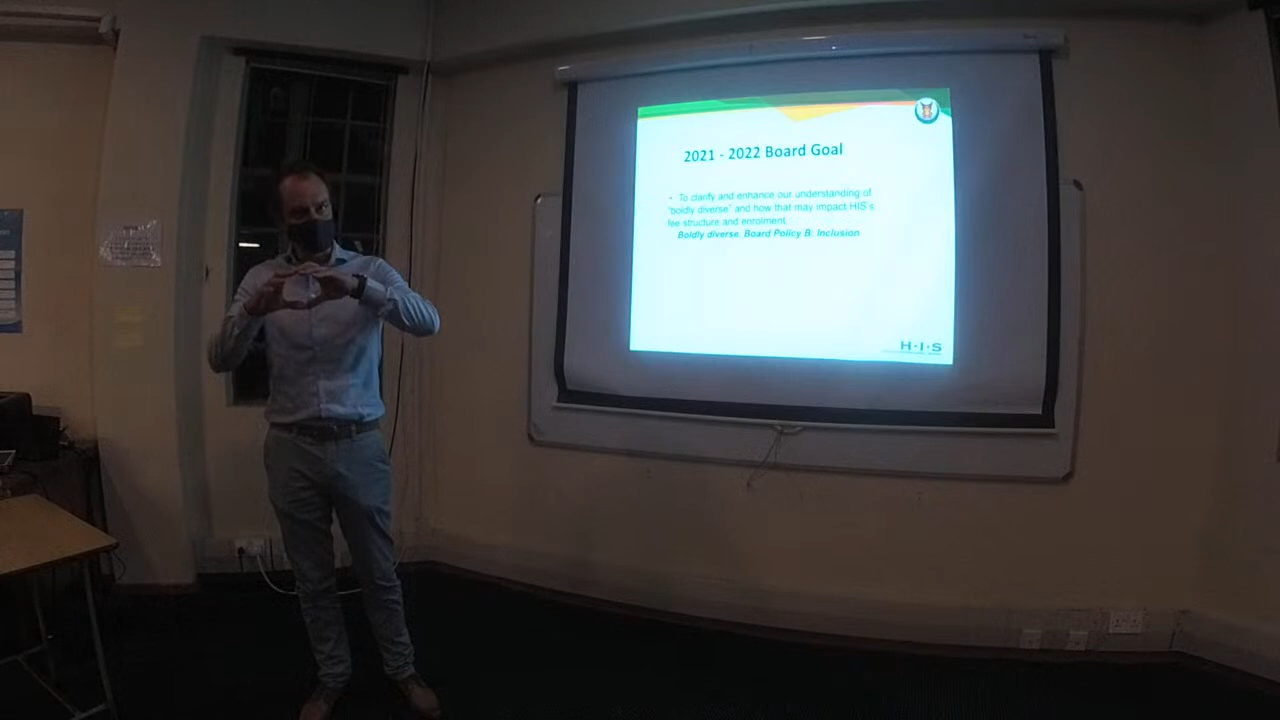 2021 - 2022 Board Goal
- To clarify and enhance our understanding of
"boldly diverse" and how that may impact HIS's
fee structure and enrolment.
Boldly diverse. Board Policy B: Inclusion
H·I·S